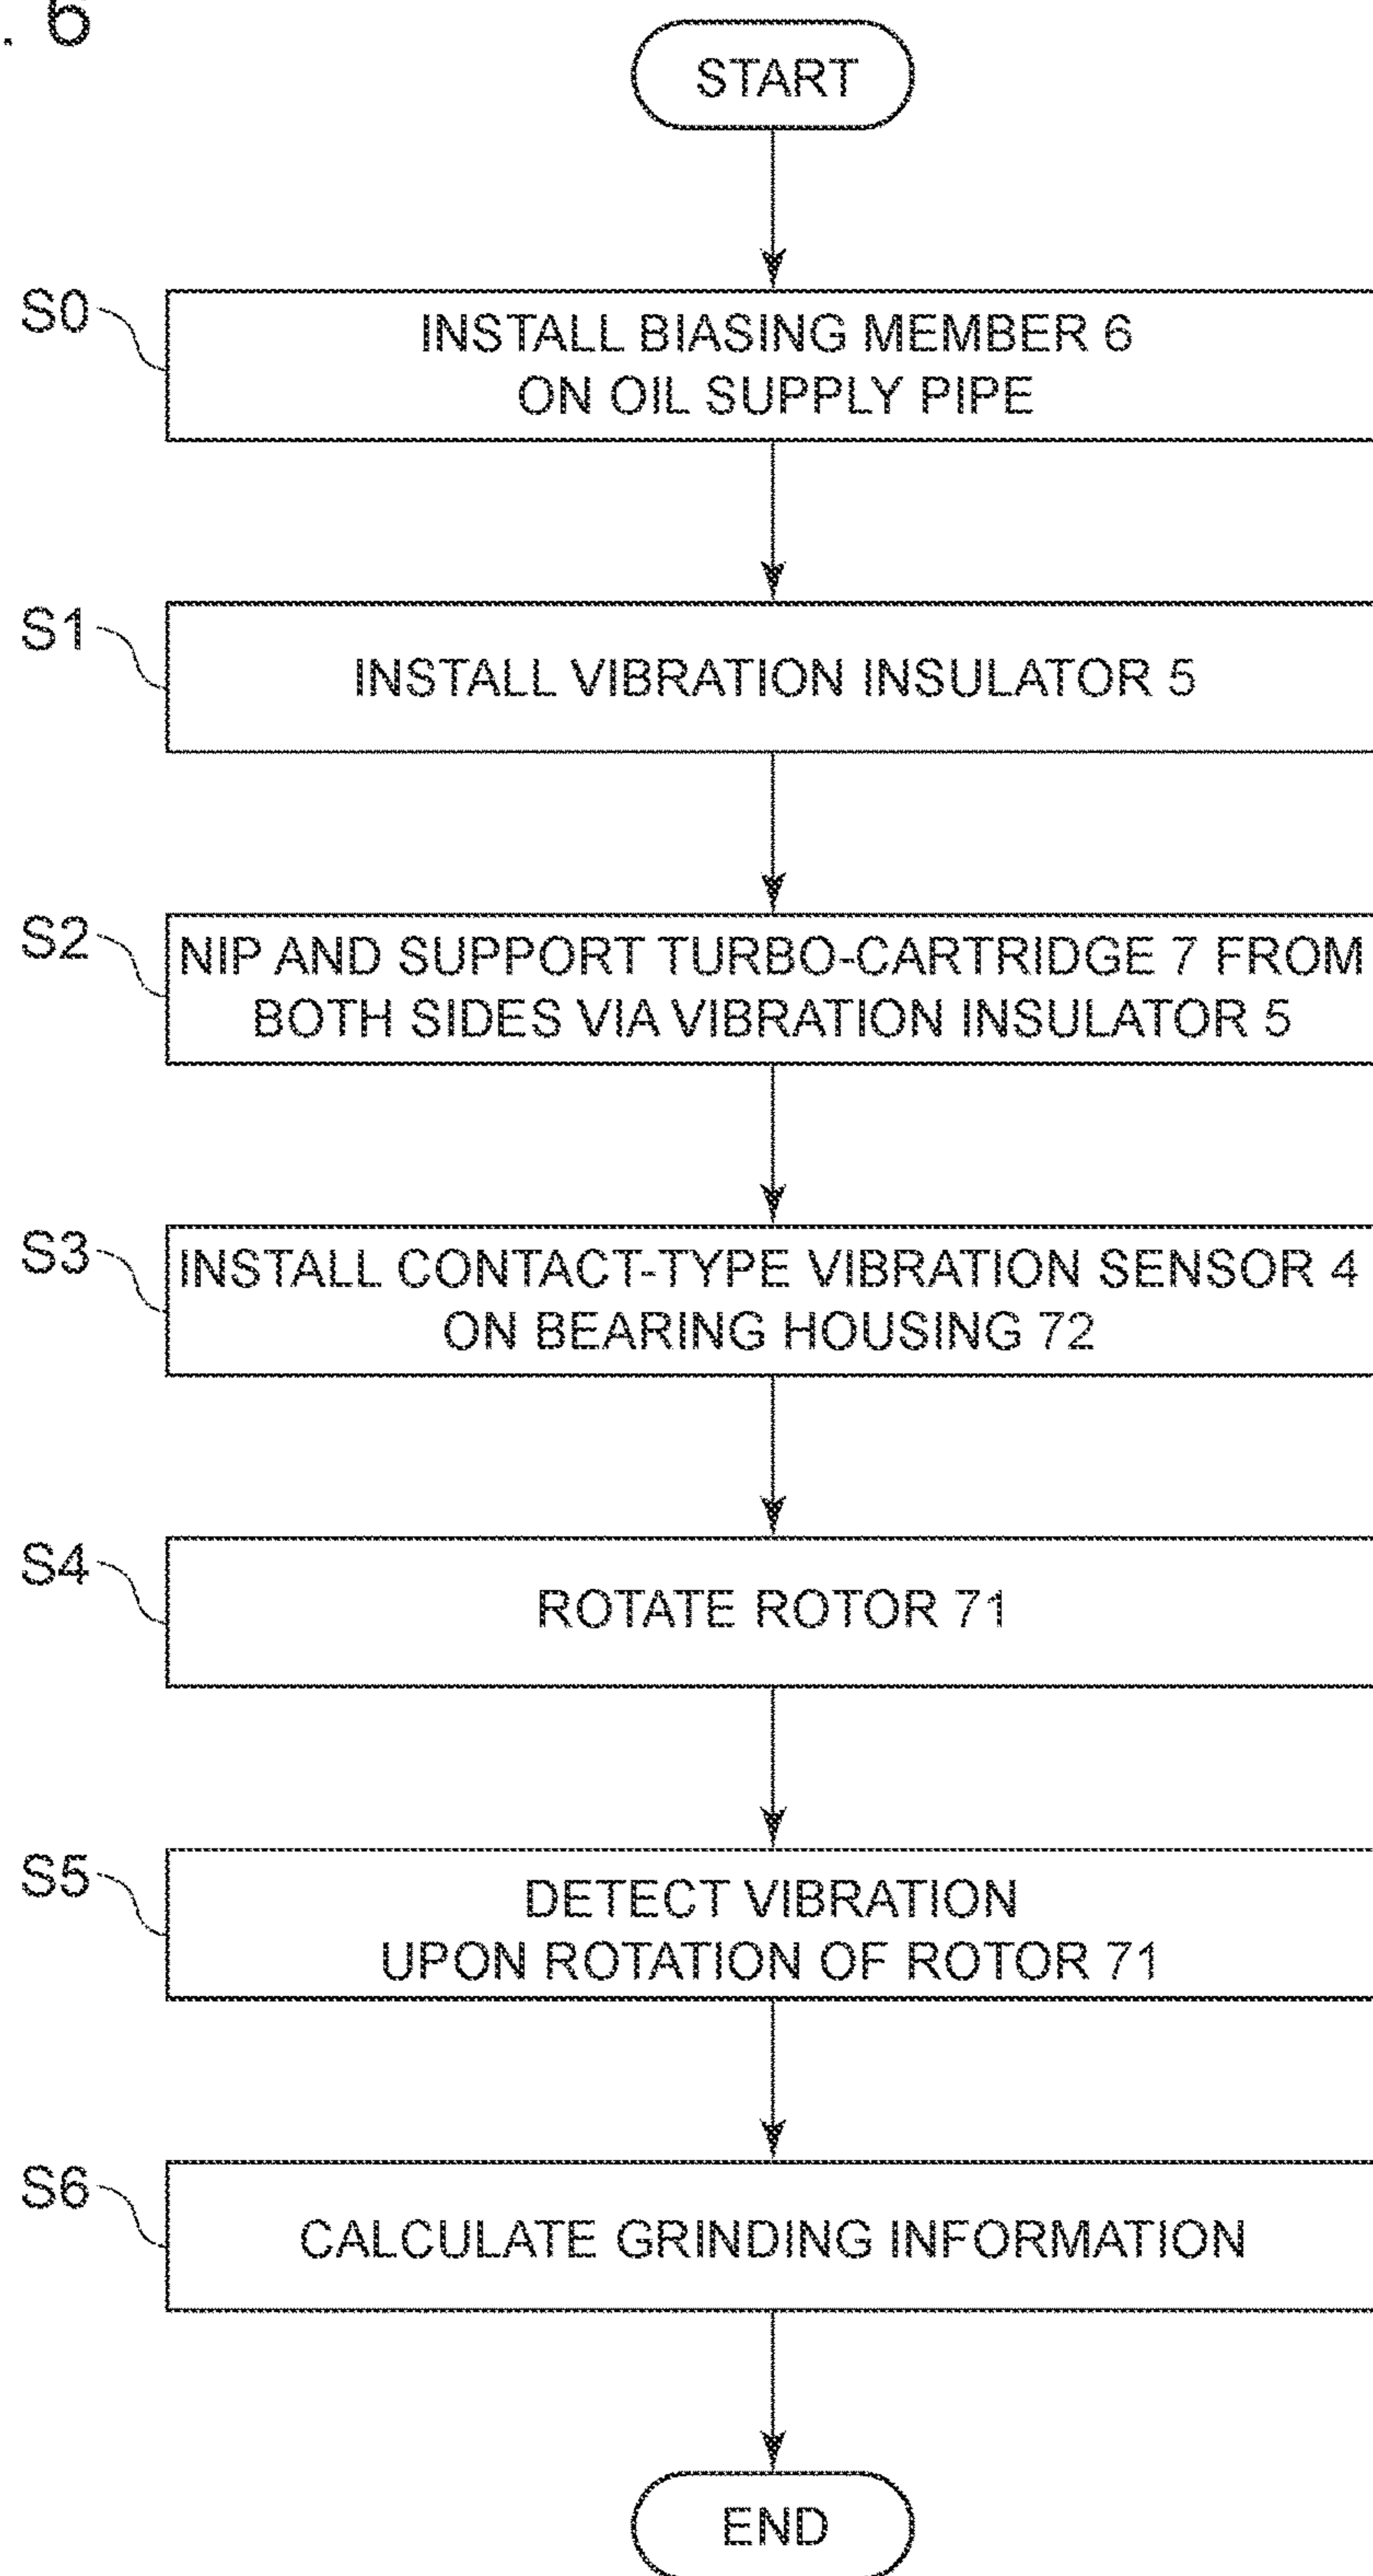 . 6
START
S0
INSTALL BIASING MEMBER 6
ON OIL SUPPLY PIPE
S1
INSTALL VIBRATION INSULATOR 5
S2
NIP AND SUPPORT TURBO-CARTRIDGE 7 FROM
BOTH SIDES VIA VIBRATION INSULATOR 5
S3
INSTALL CONTACT-TYPE VIBRATION SENSOR 4
ON BEARING HOUSING 72
S4
ROTATE ROTOR 71
S5
DETECT VIBRATION
UPON ROTATION OF ROTOR 71
S6
CALCULATE GRINDING INFORMATION
END